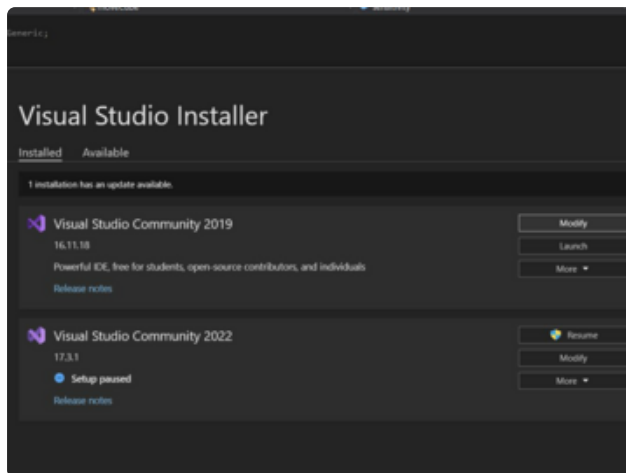 moveCube
sensitivity
Generic;
Visual Studio Installer
Installed Available
1 installation has an update available.
Visual Studio Community 2019
Modify
16.11.18
Launch
Powerful IDE, free for students, open-source contributors, and individuals
More
Release notes
Visual Studio Community 2022
Resume
17.3.1
Modify
Setup paused
More
Release notes